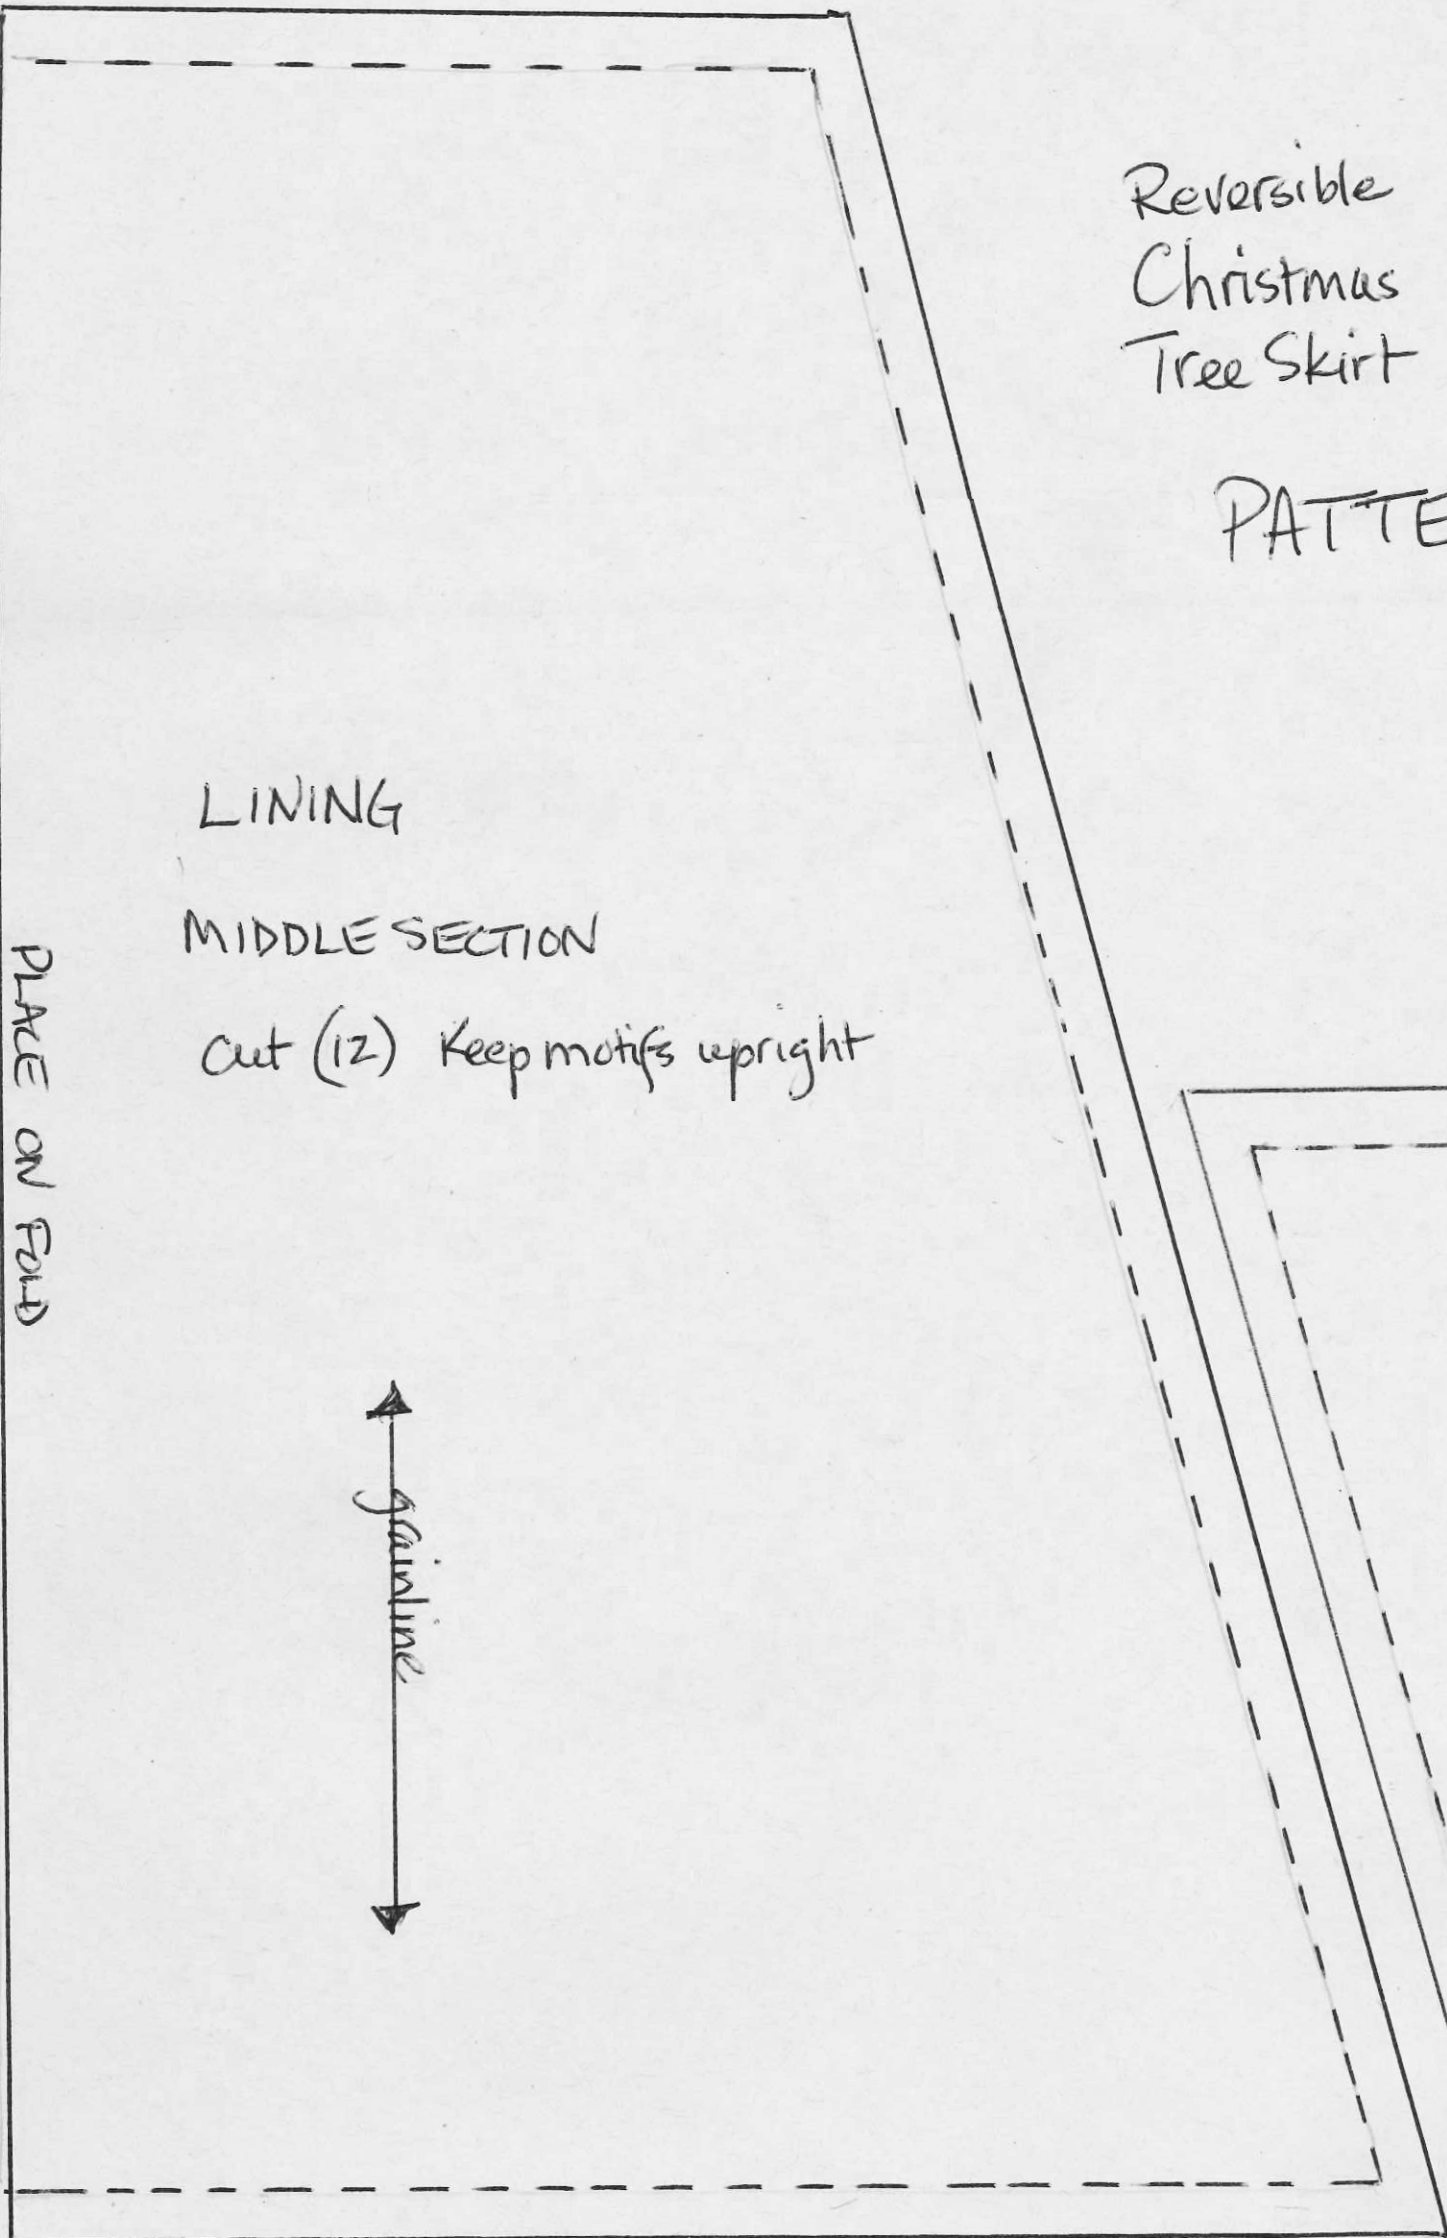 Reversible
Christmas
Tree Skirt
PATTE
LINING
MIDDLE SECTION
Cut (12) Keep motifs upright
PLACE ON FOLD
grainline